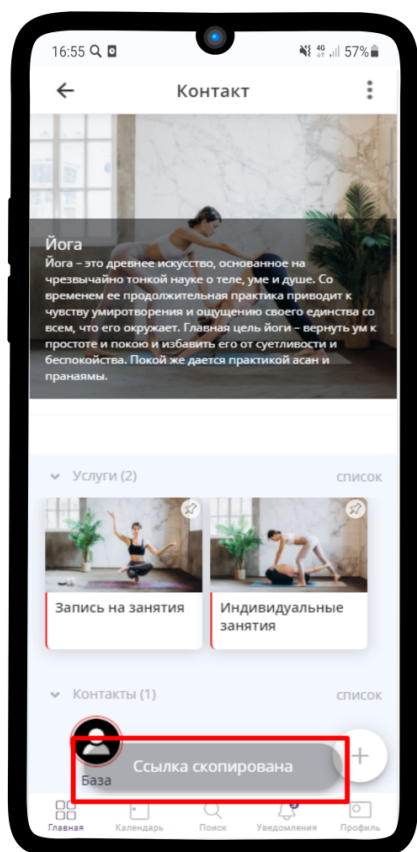 16:55
4G
57%
Контакт
Йога
Йога – это древнее искусство, основанное на
чрезвычайно тонкой науке о теле, уме и душе. Со
временем ее продолжительная практика приводит к
чувству умиротворения и ощущению своего единства со
всем, что его окружает. Главная цель йоги – вернуть ум к
простоте и покою и избавить его от суетливости и
беспокойства. Покой же дается практикой асан и
пранаямы.
Услуги (2)
список
Запись на занятия
Индивидуальные
занятия
Контакты (1)
список
База
Ссылка скопирована
Главная
Календарь
Поиск
Уведомления
Профиль